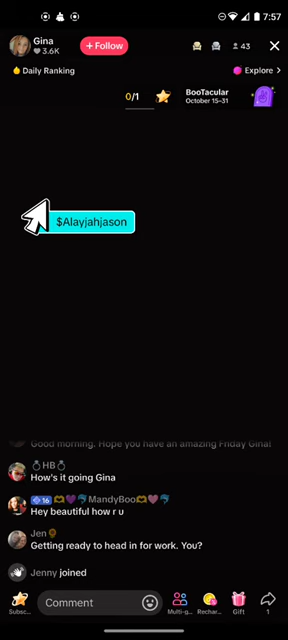 7:57
Gina
3.6K
+ Follow
43
Daily Ranking
Explore >
0/1
BooTacular
October 15–31
$Alayjahjason
Good morning. Hope you have an amazing Friday Gina!
HB
How's it going Gina
16 MandyBoo
Hey beautiful how r u
Jen
Getting ready to head in for work. You?
Jenny joined
Subsc...
Comment
Multi-g...
Rechar...
Gift
1